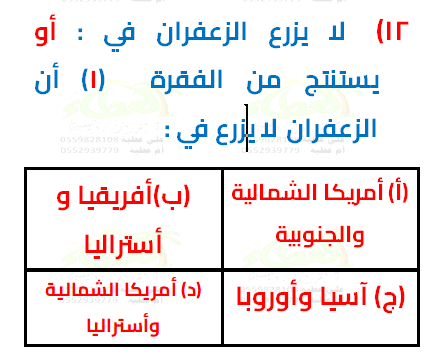 ١٢) لا يزرع الزعفران في : أو
يستنتج من الفقرة (١) أن
الزعفران لا يزرع في :
(أ) أمريكا الشمالية
والجنوبية
(ب)أفريقيا و
أستراليا
(ج) آسيا وأوروبا
(د) أمريكا الشمالية
وأستراليا